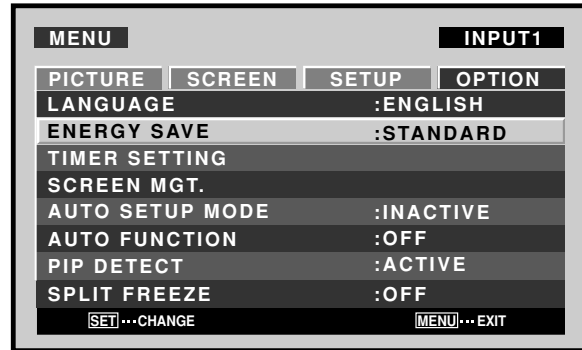 MENU INPUT1
PICTURE SCREEN SETUP OPTION
LANGUAGE :ENGLISH
ENERGY SAVE :STANDARD
TIMER SETTING
SCREEN MGT.
AUTO SETUP MODE :INACTIVE
AUTO FUNCTION :OFF
PIP DETECT :ACTIVE
SPLIT FREEZE :OFF
SET···CHANGE MENU···EXIT